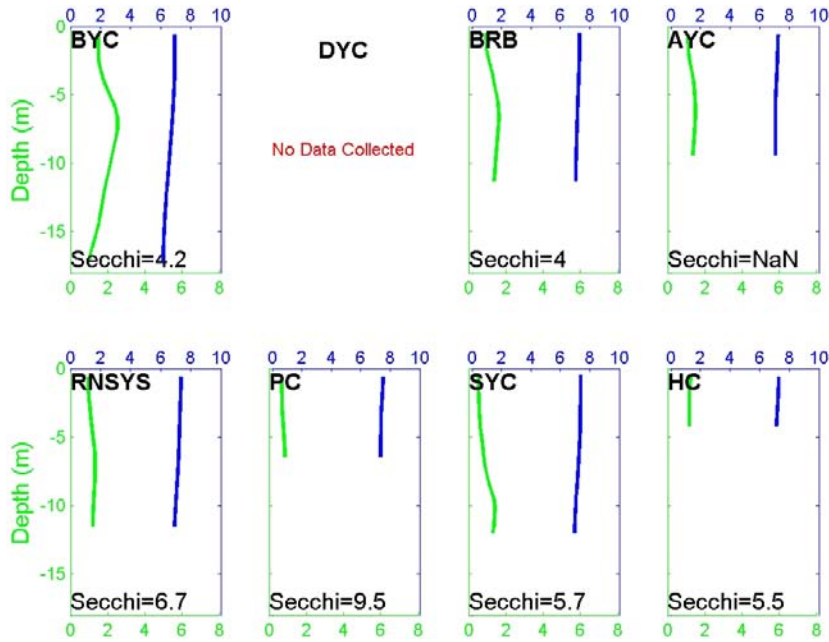 0 2 4 6 8 10
0 2 4 6 8 10
0 2 4 6 8 10
BYC
DYC
BRB
AYC
0
-5
-10
-15
Depth (m)
No Data Collected
Secchi=4.2
Secchi=4
Secchi=NaN
0 2 4 6 8
0 2 4 6 8
0 2 4 6 8
0 2 4 6 8 10
0 2 4 6 8 10
0 2 4 6 8 10
0 2 4 6 8 10
RNSYS
PC
SYC
HC
0
-5
-10
-15
Depth (m)
Secchi=6.7
Secchi=9.5
Secchi=5.7
Secchi=5.5
0 2 4 6 8
0 2 4 6 8
0 2 4 6 8
0 2 4 6 8